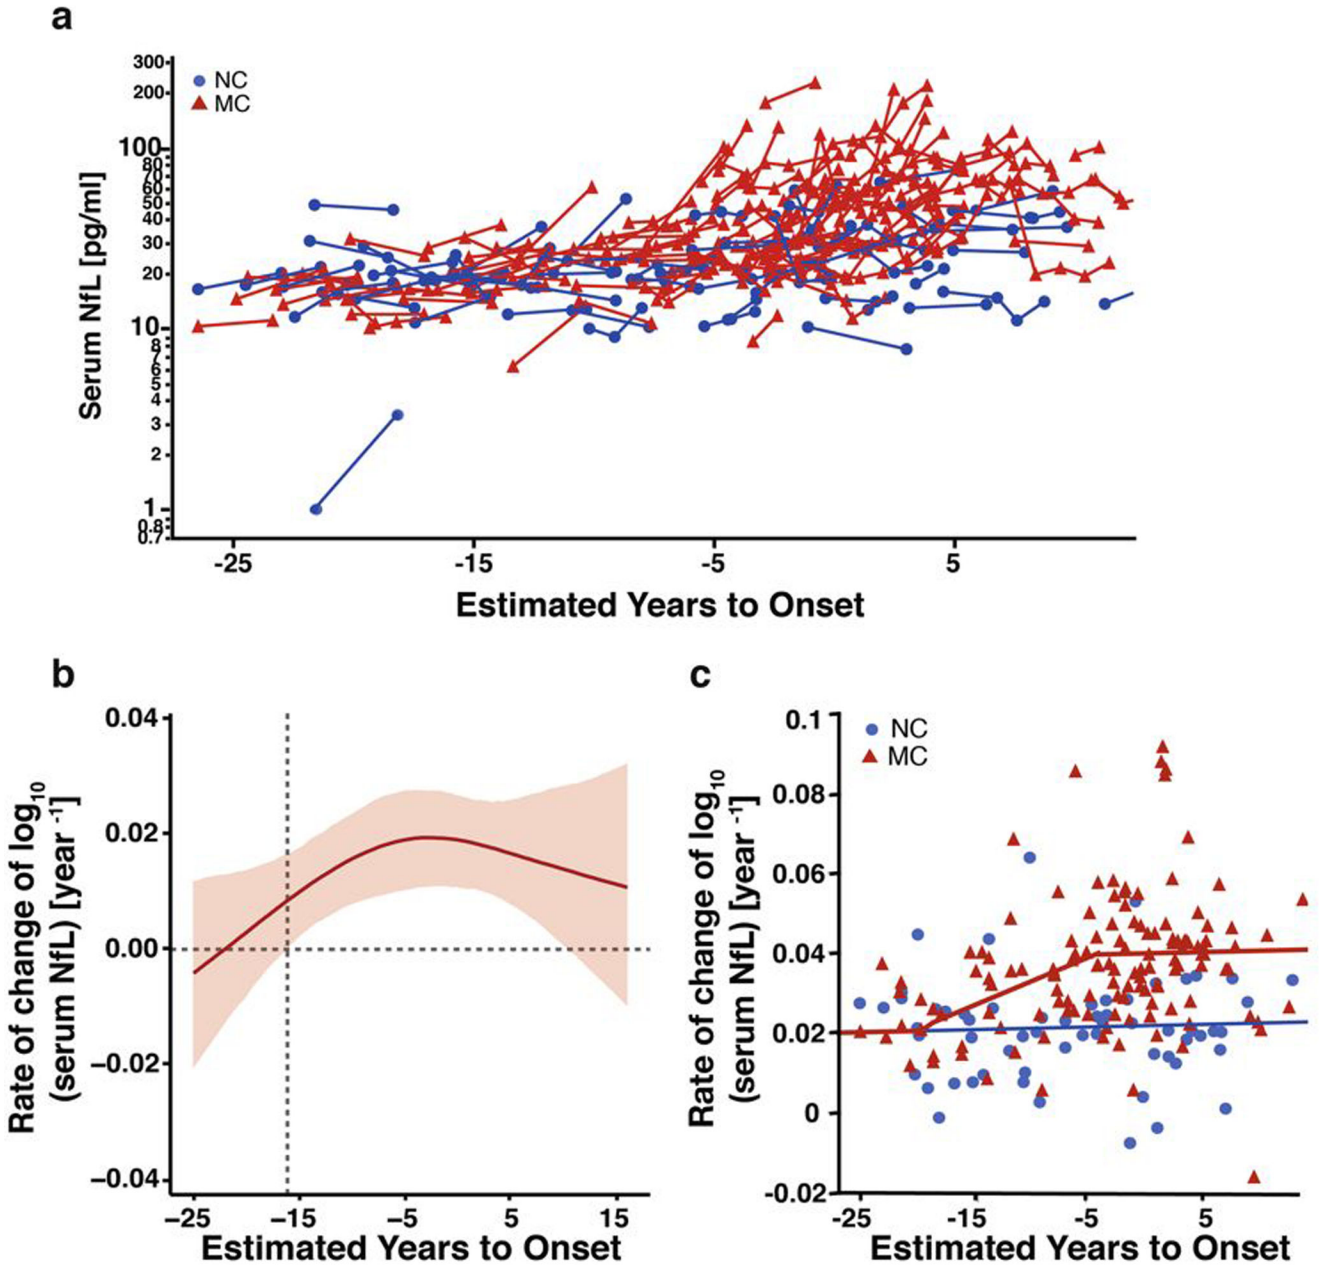 a
300
200
100
80
60
50
40
30
20
10
8
7
6
5
4
3
2
1
0.8
0.7
NC
MC
Serum NfL [pg/ml]
-25 -15 -5 5
Estimated Years to Onset
b
0.04
0.02
0.00
−0.02
−0.04
Rate of change of log10
(serum NfL) [year -1]
−25 −15 −5 5 15
Estimated Years to Onset
c
0.1
0.08
0.06
0.04
0.02
0
-0.02
NC
MC
Rate of change of log10
(serum NfL) [year -1]
-25 -15 -5 5
Estimated Years to Onset